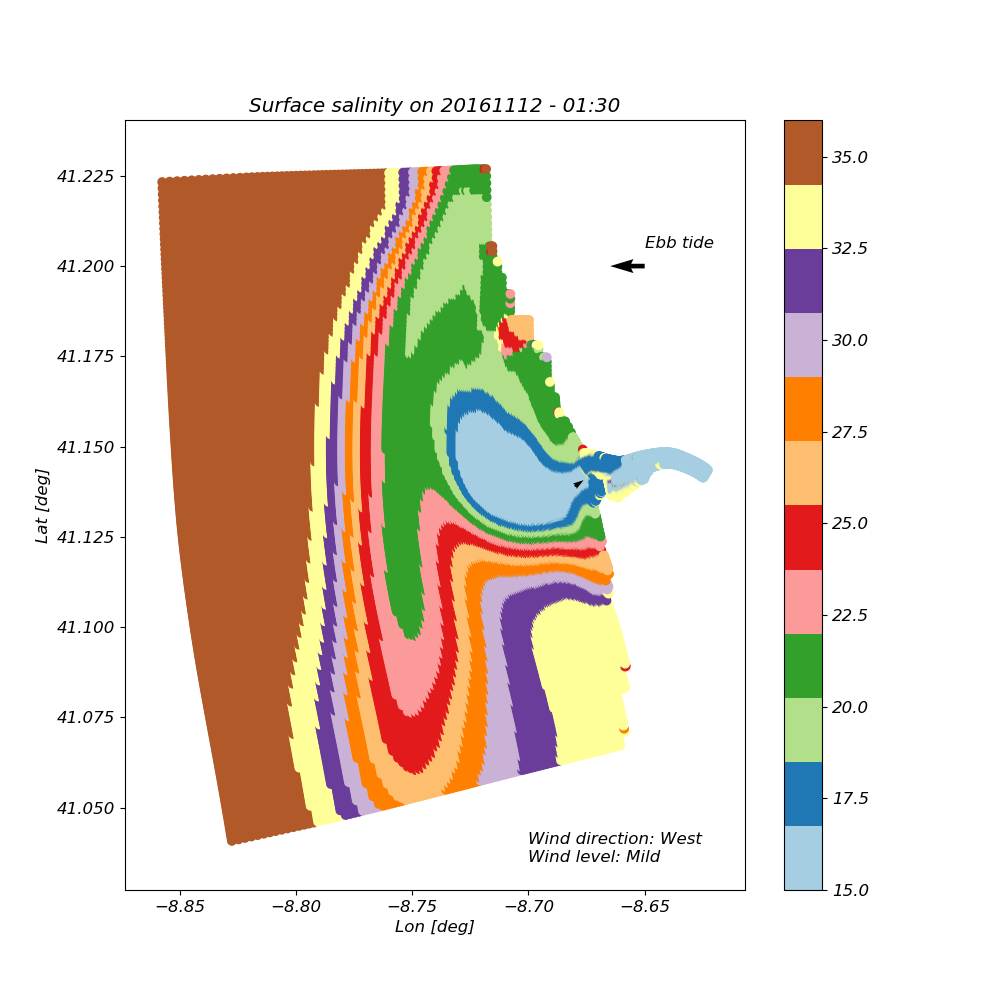 Surface salinity on 20161112 - 01:30
41.225
41.200
41.175
41.150
41.125
41.100
41.075
41.050
Lat [deg]
Ebb tide
Wind direction: West
Wind level: Mild
−8.85 −8.80 −8.75 −8.70 −8.65
Lon [deg]
35.0
32.5
30.0
27.5
25.0
22.5
20.0
17.5
15.0